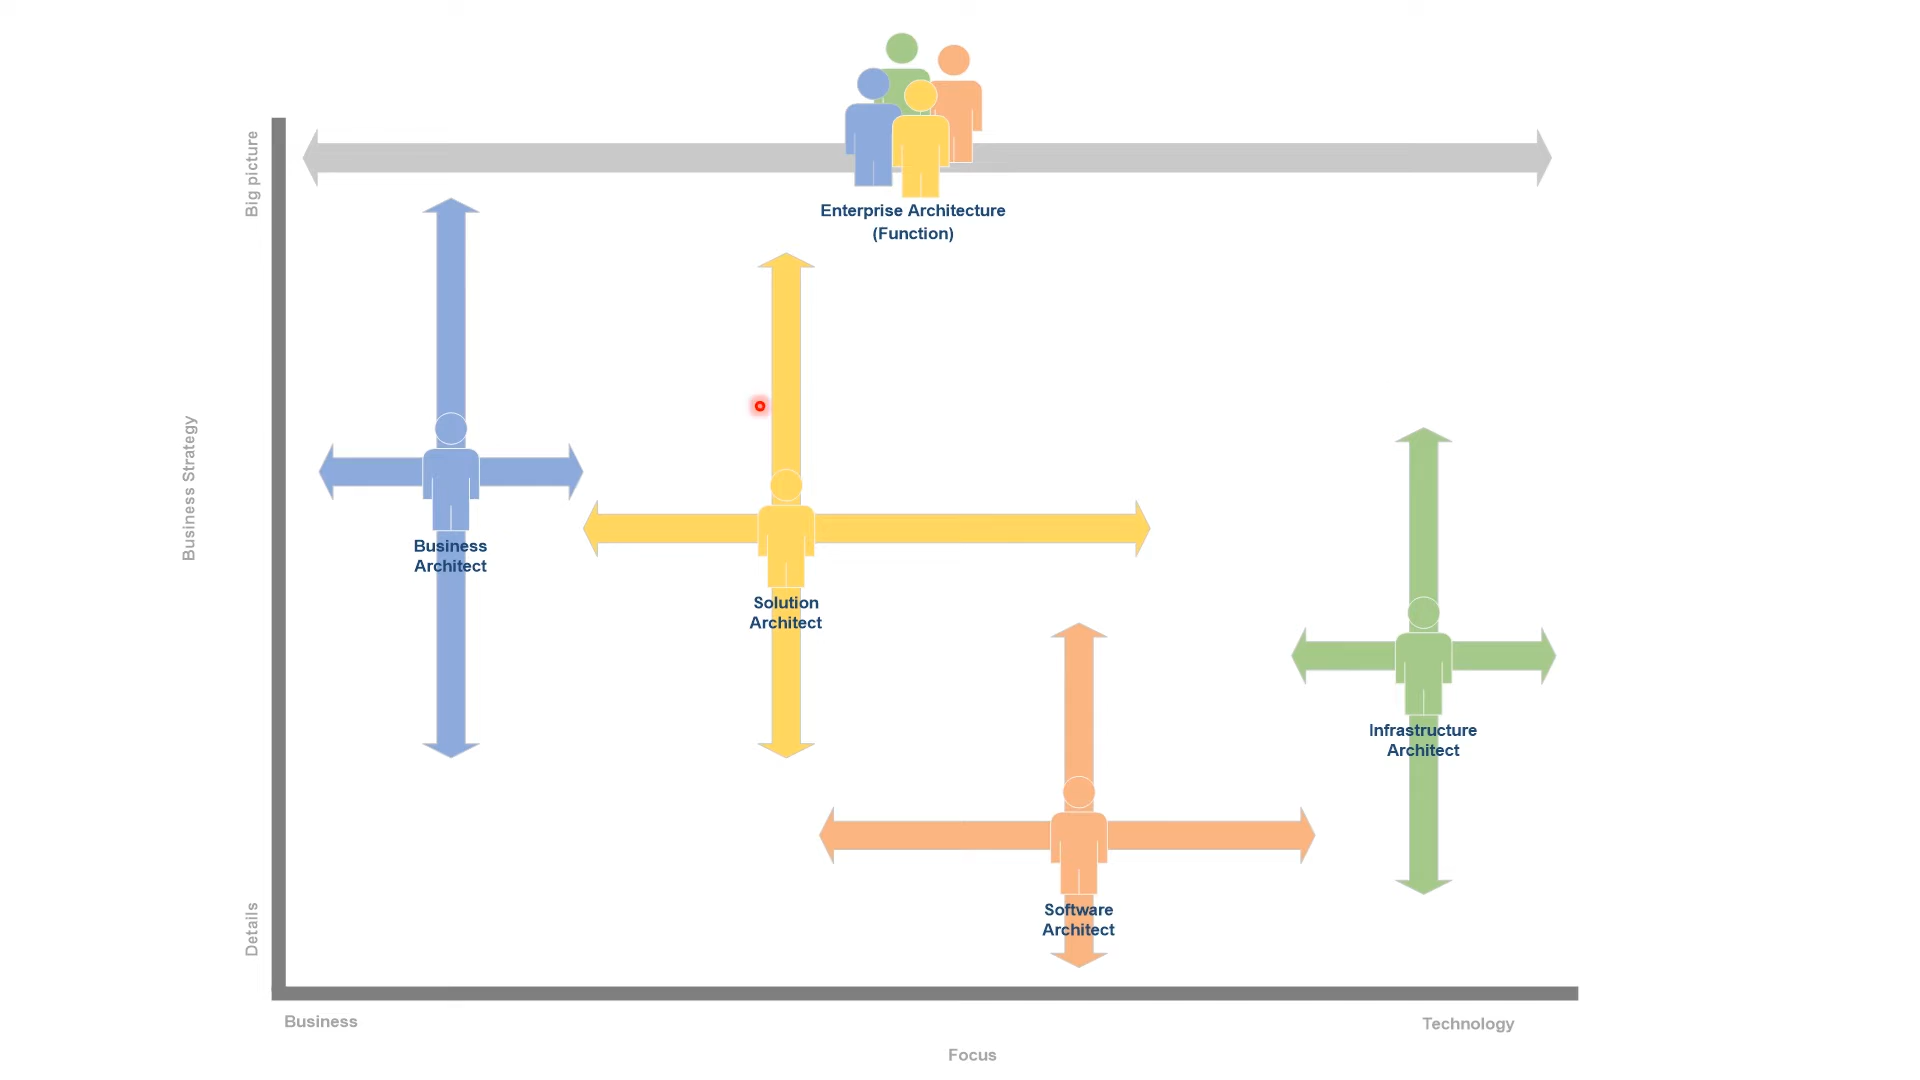 Big picture
Enterprise Architecture
(Function)
Business Strategy
Business
Architect
Solution
Architect
Infrastructure
Architect
Software
Architect
Details
Business
Technology
Focus